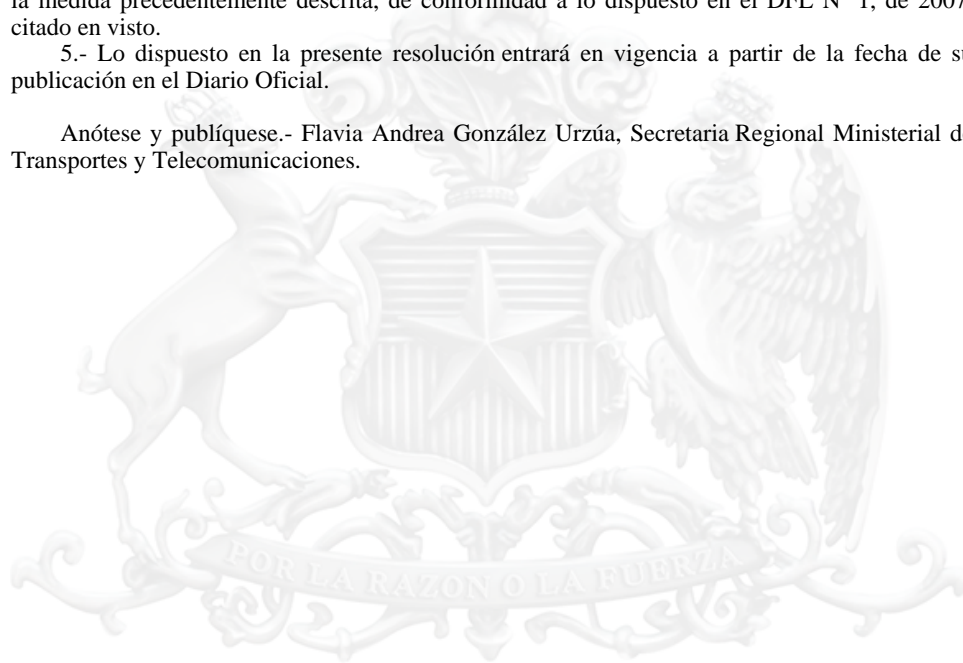 la medida precedentemente descrita, de conformidad a lo dispuesto en el DFL N° 1, de 2007,
citado en visto.
5.- Lo dispuesto en la presente resolución entrará en vigencia a partir de la fecha de su
publicación en el Diario Oficial.
Anótese y publíquese.- Flavia Andrea González Urzúa, Secretaria Regional Ministerial de
Transportes y Telecomunicaciones.
POR LA RAZON O LA FUERZA